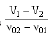 = V₁ − V₂
v₀₂ − v₀₁